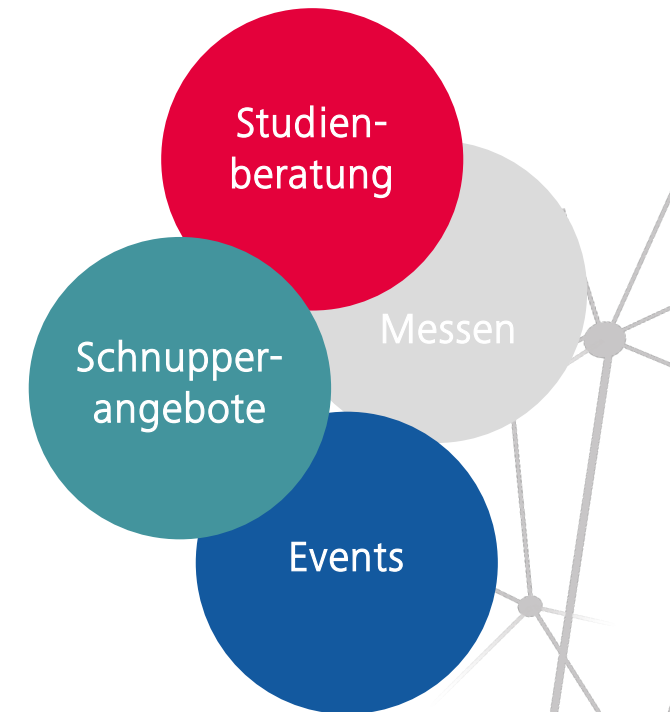 Studien-
beratung
Messen
Schnupper-
angebote
Events